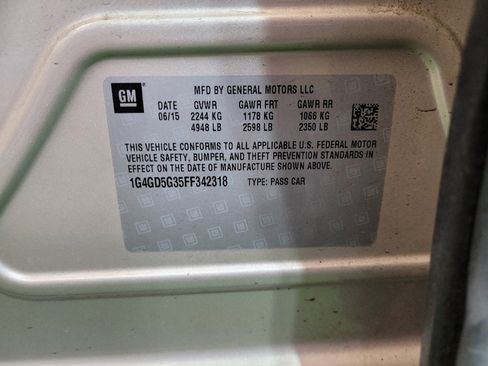 GM
MFD BY GENERAL MOTORS LLC
DATE GVWR GAWR FRT GAWR RR
06/15 2244 KG 1178 KG 1066 KG
4948 LB 2598 LB 2350 LB
THIS VEHICLE CONFORMS TO ALL APPLICABLE U.S. FEDERAL MOTOR
VEHICLE SAFETY, BUMPER, AND THEFT PREVENTION STANDARDS IN
EFFECT ON THE DATE OF MANUFACTURE SHOWN ABOVE.
1G4GD5G35FF342318 TYPE: PASS CAR